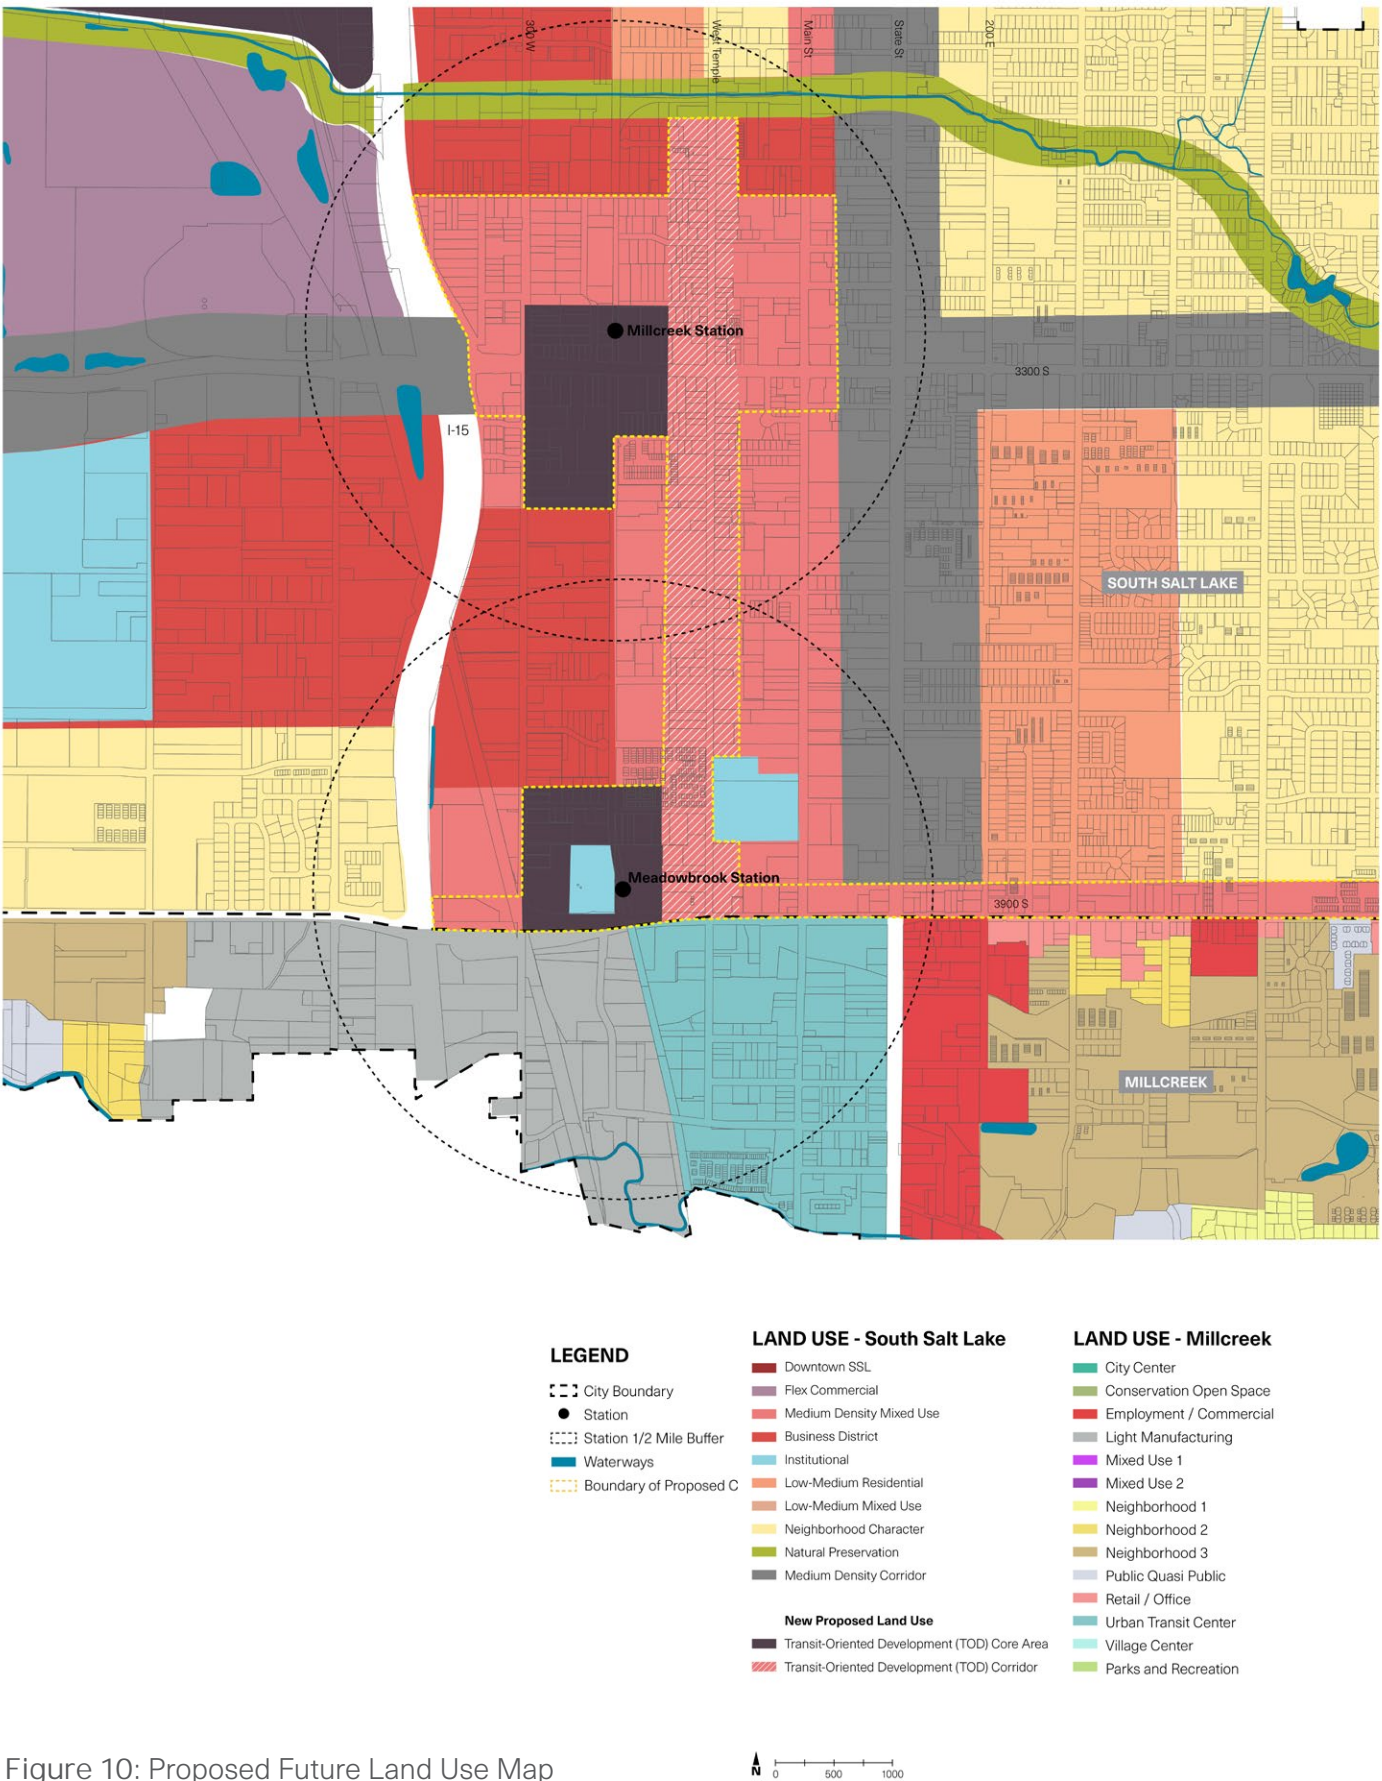 300 W
West Temple
Main St
State St
200 E
Millcreek Station
3300 S
I-15
SOUTH SALT LAKE
Meadowbrook Station
3900 S
MILLCREEK
LEGEND
City Boundary
Station
Station 1/2 Mile Buffer
Waterways
Boundary of Proposed C
LAND USE - South Salt Lake
Downtown SSL
Flex Commercial
Medium Density Mixed Use
Business District
Institutional
Low-Medium Residential
Low-Medium Mixed Use
Neighborhood Character
Natural Preservation
Medium Density Corridor
New Proposed Land Use
Transit-Oriented Development (TOD) Core Area
Transit-Oriented Development (TOD) Corridor
LAND USE - Millcreek
City Center
Conservation Open Space
Employment / Commercial
Light Manufacturing
Mixed Use 1
Mixed Use 2
Neighborhood 1
Neighborhood 2
Neighborhood 3
Public Quasi Public
Retail / Office
Urban Transit Center
Village Center
Parks and Recreation
Figure 10: Proposed Future Land Use Map
N
0 500 1000